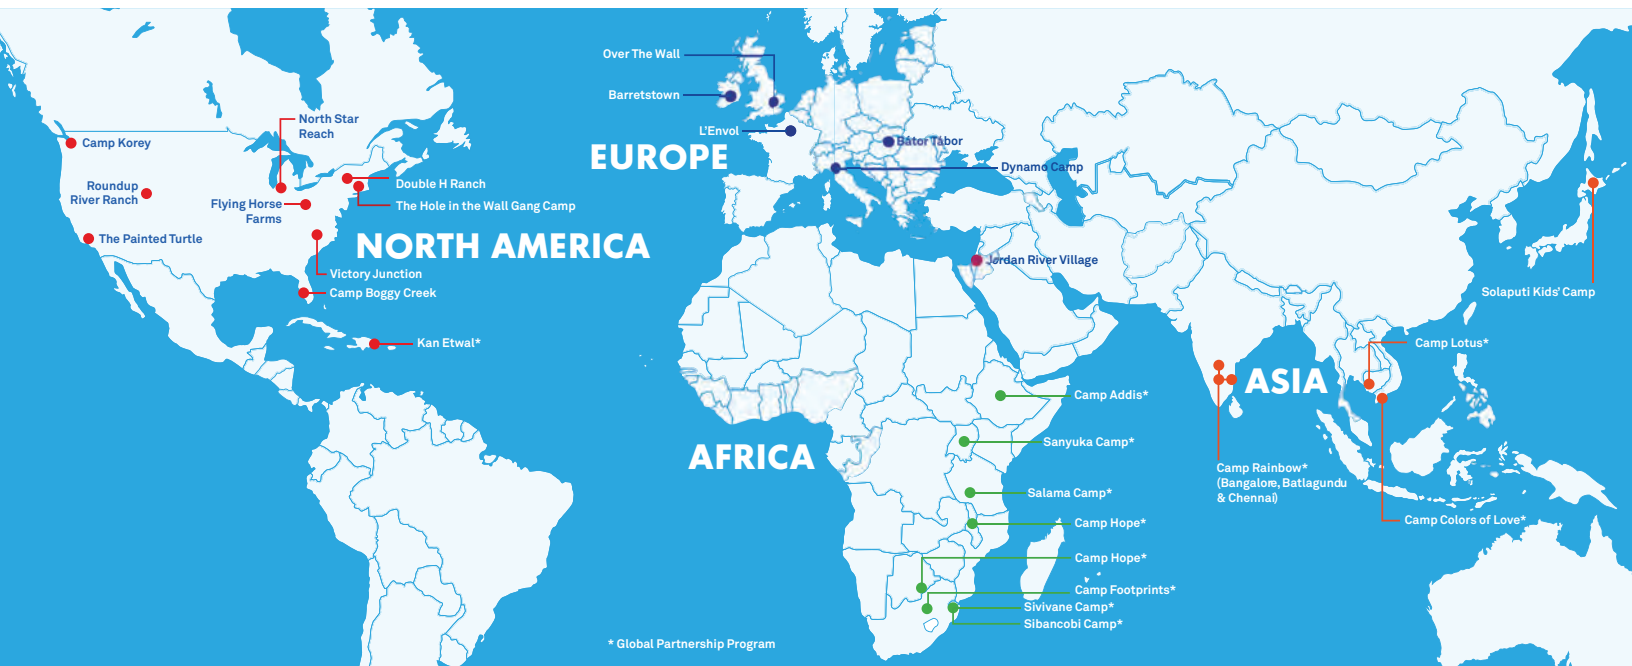 Over The Wall
Barretstown
L'Envol
EUROPE
Bátor Tábor
Dynamo Camp
North Star
Reach
Camp Korey
Roundup
River Ranch
Double H Ranch
Flying Horse
Farms
The Hole in the Wall Gang Camp
The Painted Turtle
NORTH AMERICA
Victory Junction
Camp Boggy Creek
Kan Etwal*
Jordan River Village
Solaputi Kids' Camp
Camp Lotus*
ASIA
Camp Rainbow*
(Bangalore, Batlagundu
& Chennai)
Camp Colors of Love*
AFRICA
Camp Addis*
Sanyuka Camp*
Salama Camp*
Camp Hope*
Camp Hope*
Camp Footprints*
Sivivane Camp*
Sibancobi Camp*
* Global Partnership Program